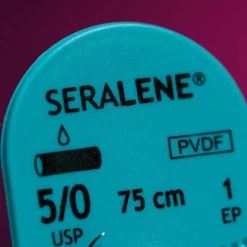 SERALENE®
PVDF
5/0 75 cm 1
USP EP